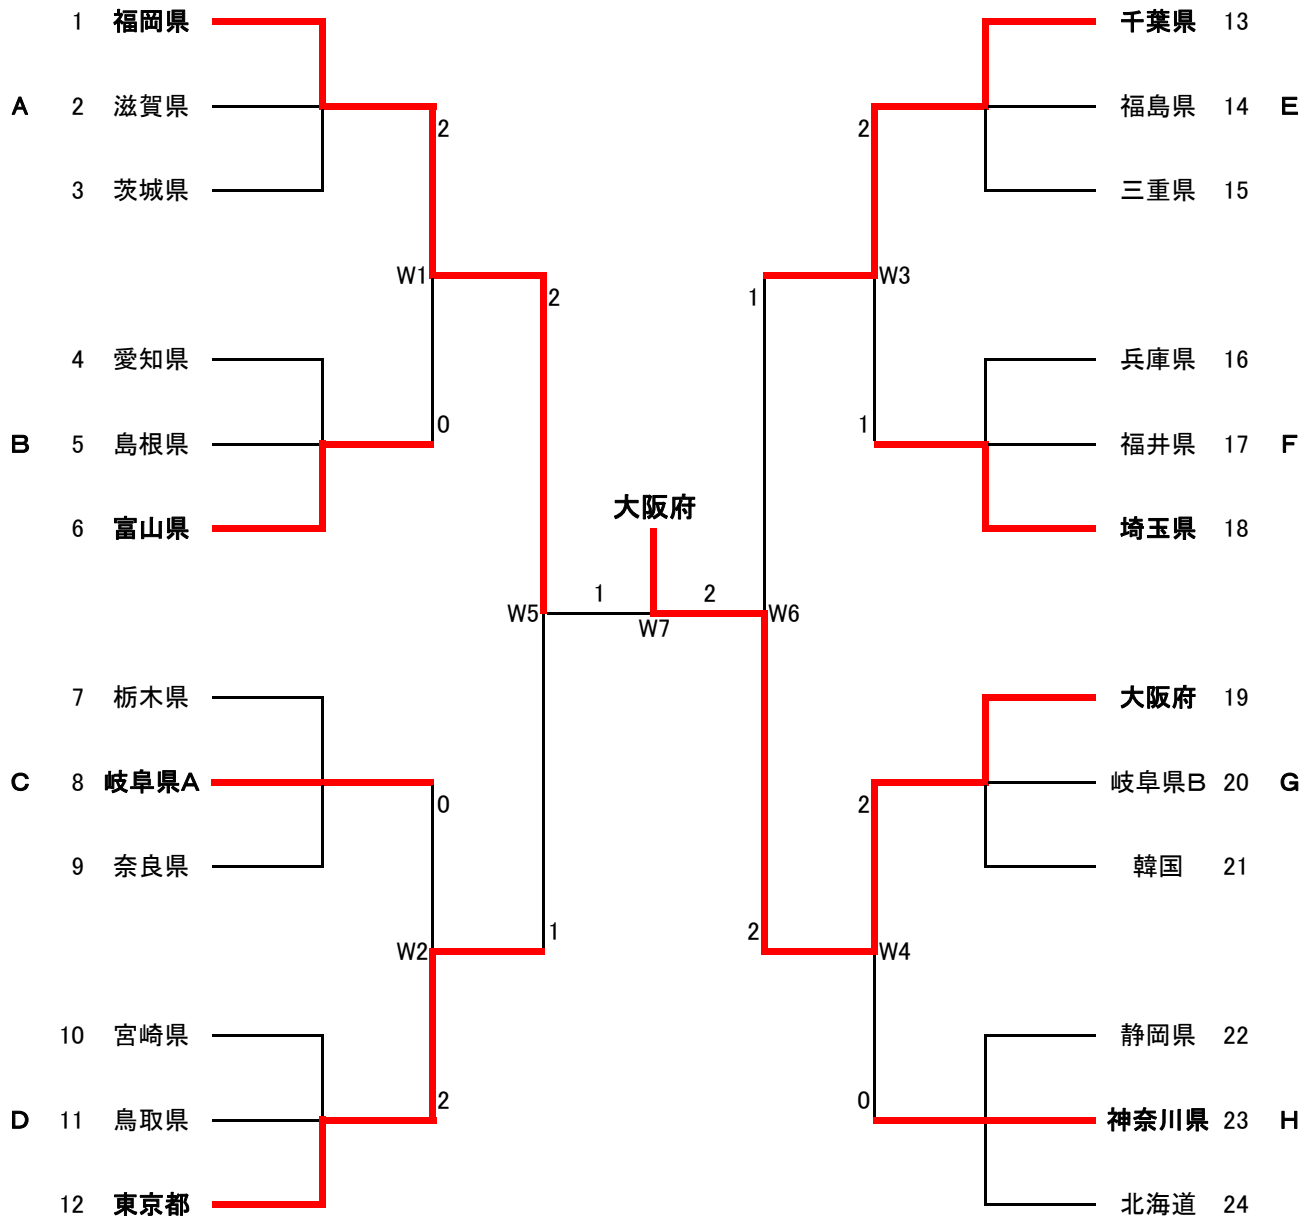 1 福岡県
千葉県 13
A 2 滋賀県
2
2
福島県 14 E
3 茨城県
三重県 15
W1
2
1
W3
4 愛知県
兵庫県 16
0
1
B 5 島根県
福井県 17 F
大阪府
6 富山県
埼玉県 18
1 2
W5
W7
W6
7 栃木県
大阪府 19
C 8 岐阜県A
0
2
岐阜県B 20 G
9 奈良県
韓国 21
1
2
W2
W4
10 宮崎県
静岡県 22
2
0
D 11 鳥取県
神奈川県 23 H
12 東京都
北海道 24